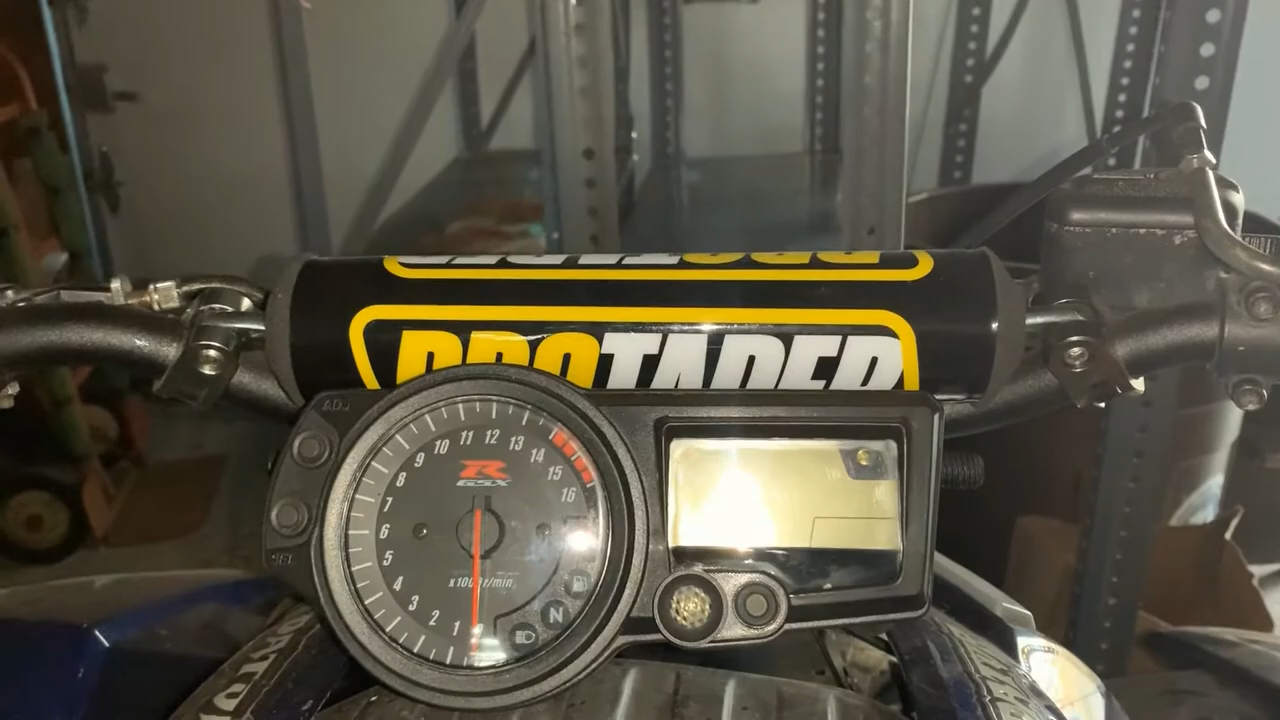 PROTAPER
ADJ
SEL
10 11 12 13
9 14
8 15
7 16
6
5
4
3
2
1
0
R
GSX
x1000r/min
N